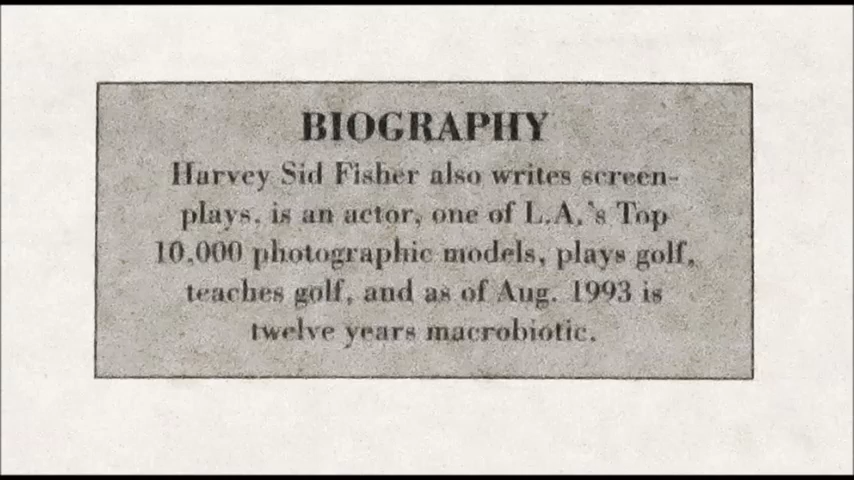 BIOGRAPHY
Harvey Sid Fisher also writes screen-
plays, is an actor, one of L.A.'s Top
10,000 photographic models, plays golf,
teaches golf, and as of Aug. 1993 is
twelve years macrobiotic.